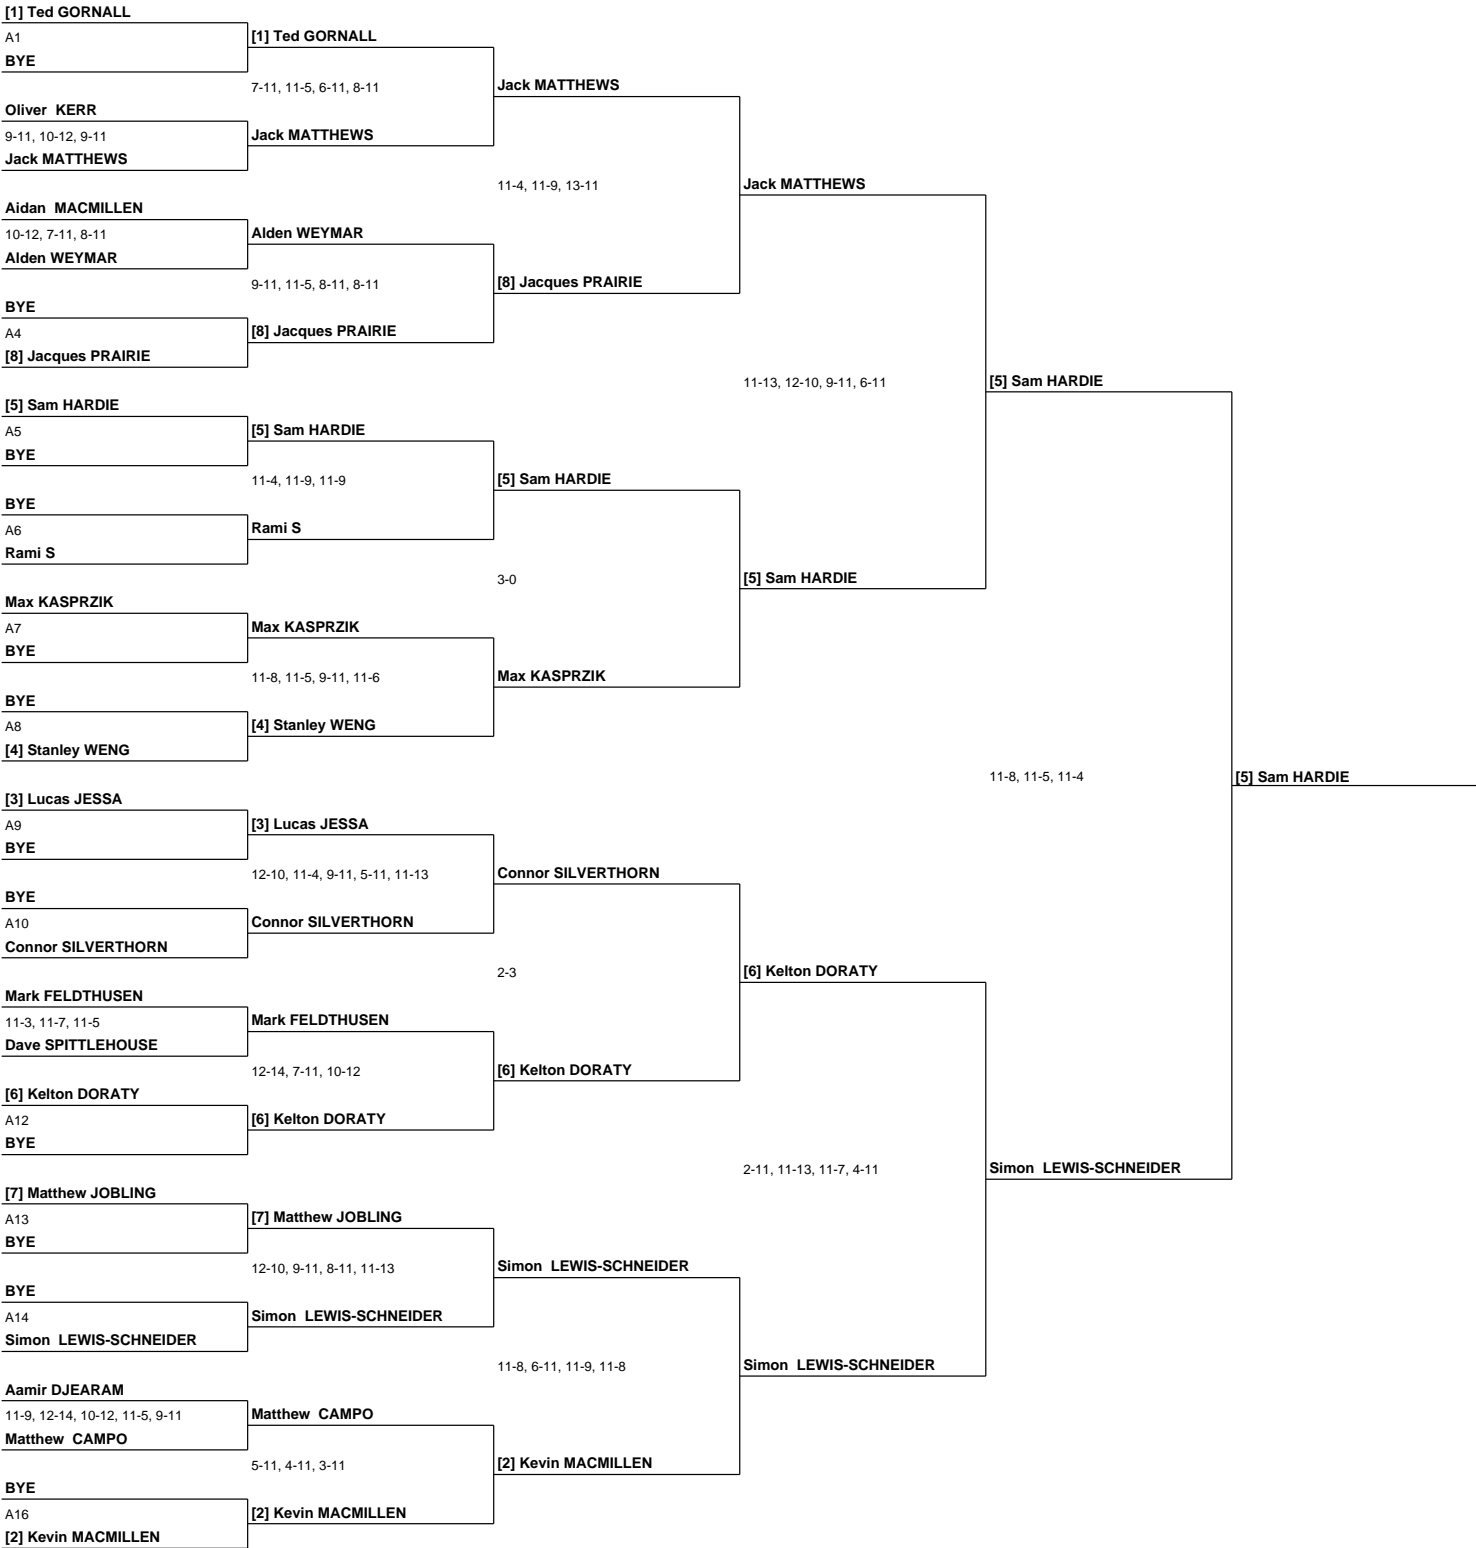 [1] Ted GORNALL
A1
BYE
Oliver  KERR
9-11, 10-12, 9-11
Jack MATTHEWS
Aidan  MACMILLEN
10-12, 7-11, 8-11
Alden WEYMAR
BYE
A4
[8] Jacques PRAIRIE
[5] Sam HARDIE
A5
BYE
BYE
A6
Rami S
Max KASPRZIK
A7
BYE
BYE
A8
[4] Stanley WENG
[3] Lucas JESSA
A9
BYE
BYE
A10
Connor SILVERTHORN
Mark FELDTHUSEN
11-3, 11-7, 11-5
Dave SPITTLEHOUSE
[6] Kelton DORATY
A12
BYE
[7] Matthew JOBLING
A13
BYE
BYE
A14
Simon  LEWIS-SCHNEIDER
Aamir DJEARAM
11-9, 12-14, 10-12, 11-5, 9-11
Matthew  CAMPO
BYE
A16
[2] Kevin MACMILLEN
[1] Ted GORNALL
7-11, 11-5, 6-11, 8-11
Jack MATTHEWS
Alden WEYMAR
9-11, 11-5, 8-11, 8-11
[8] Jacques PRAIRIE
[5] Sam HARDIE
11-4, 11-9, 11-9
Rami S
Max KASPRZIK
11-8, 11-5, 9-11, 11-6
[4] Stanley WENG
[3] Lucas JESSA
12-10, 11-4, 9-11, 5-11, 11-13
Connor SILVERTHORN
Mark FELDTHUSEN
12-14, 7-11, 10-12
[6] Kelton DORATY
[7] Matthew JOBLING
12-10, 9-11, 8-11, 11-13
Simon  LEWIS-SCHNEIDER
Matthew  CAMPO
5-11, 4-11, 3-11
[2] Kevin MACMILLEN
Jack MATTHEWS
11-4, 11-9, 13-11
[8] Jacques PRAIRIE
[5] Sam HARDIE
3-0
Max KASPRZIK
Connor SILVERTHORN
2-3
[6] Kelton DORATY
Simon  LEWIS-SCHNEIDER
11-8, 6-11, 11-9, 11-8
[2] Kevin MACMILLEN
Jack MATTHEWS
11-13, 12-10, 9-11, 6-11
[5] Sam HARDIE
[6] Kelton DORATY
2-11, 11-13, 11-7, 4-11
Simon  LEWIS-SCHNEIDER
[5] Sam HARDIE
11-8, 11-5, 11-4
Simon  LEWIS-SCHNEIDER
[5] Sam HARDIE